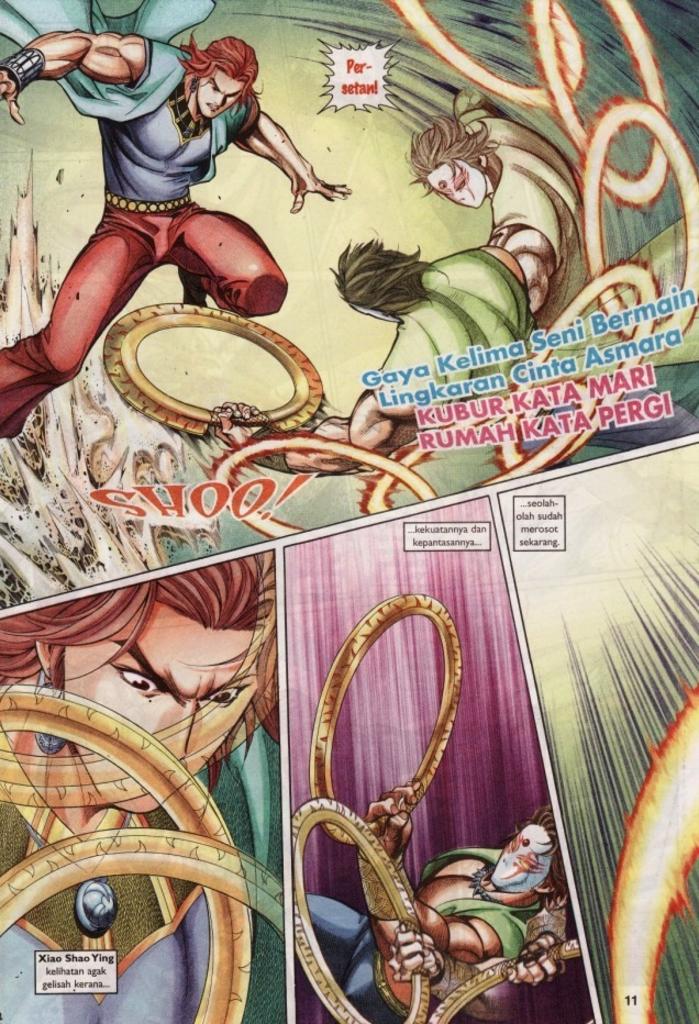 Per-
setan!
Gaya Kelima Seni Bermain
Lingkaran Cinta Asmara
KUBUR KATA MARI
RUMAH KATA PERGI
SHOO!
Xiao Shao Ying
kelihatan agak
gelisah kerana...
...kekuatannya dan
kepantasannya...
...seolah-
olah sudah
merosot
sekarang.
11